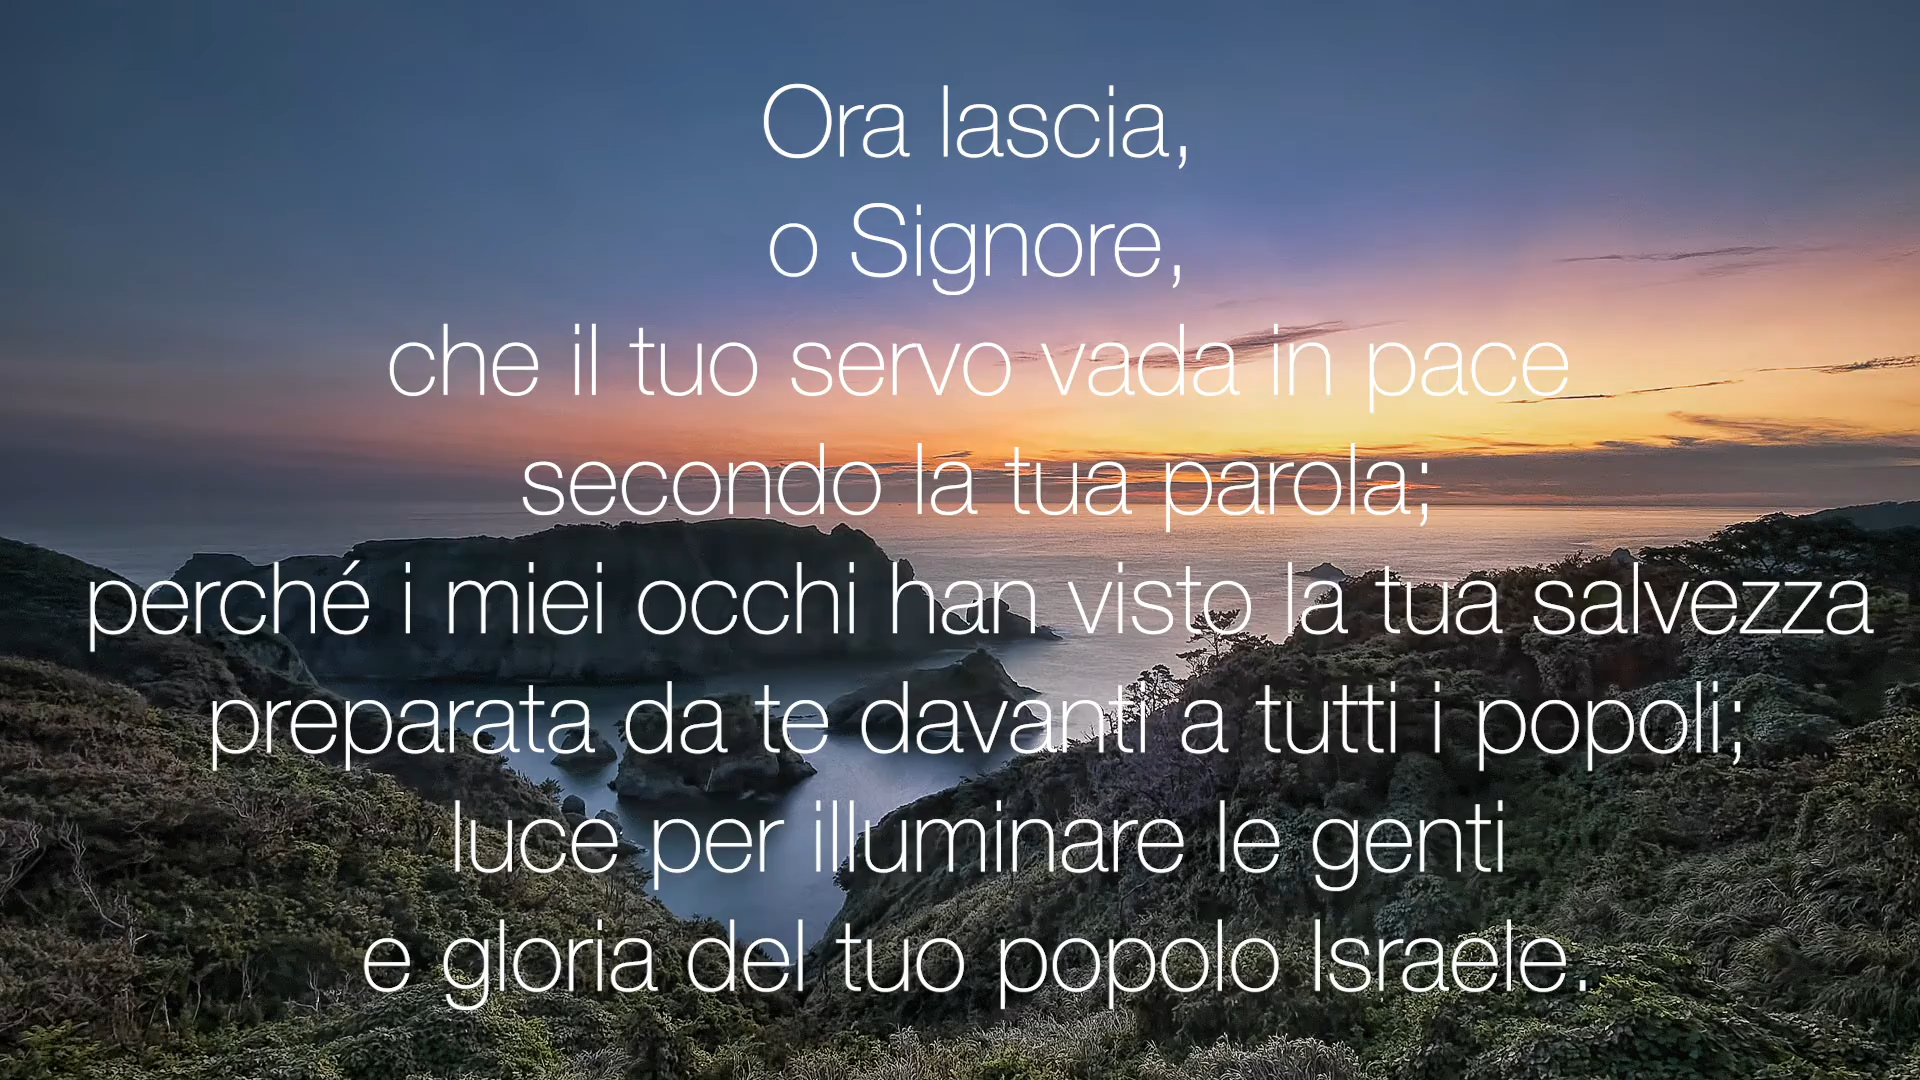 Ora lascia,
o Signore,
che il tuo servo vada in pace
secondo la tua parola;
perché i miei occhi han visto la tua salvezza
preparata da te davanti a tutti i popoli;
luce per illuminare le genti
e gloria del tuo popolo Israele.